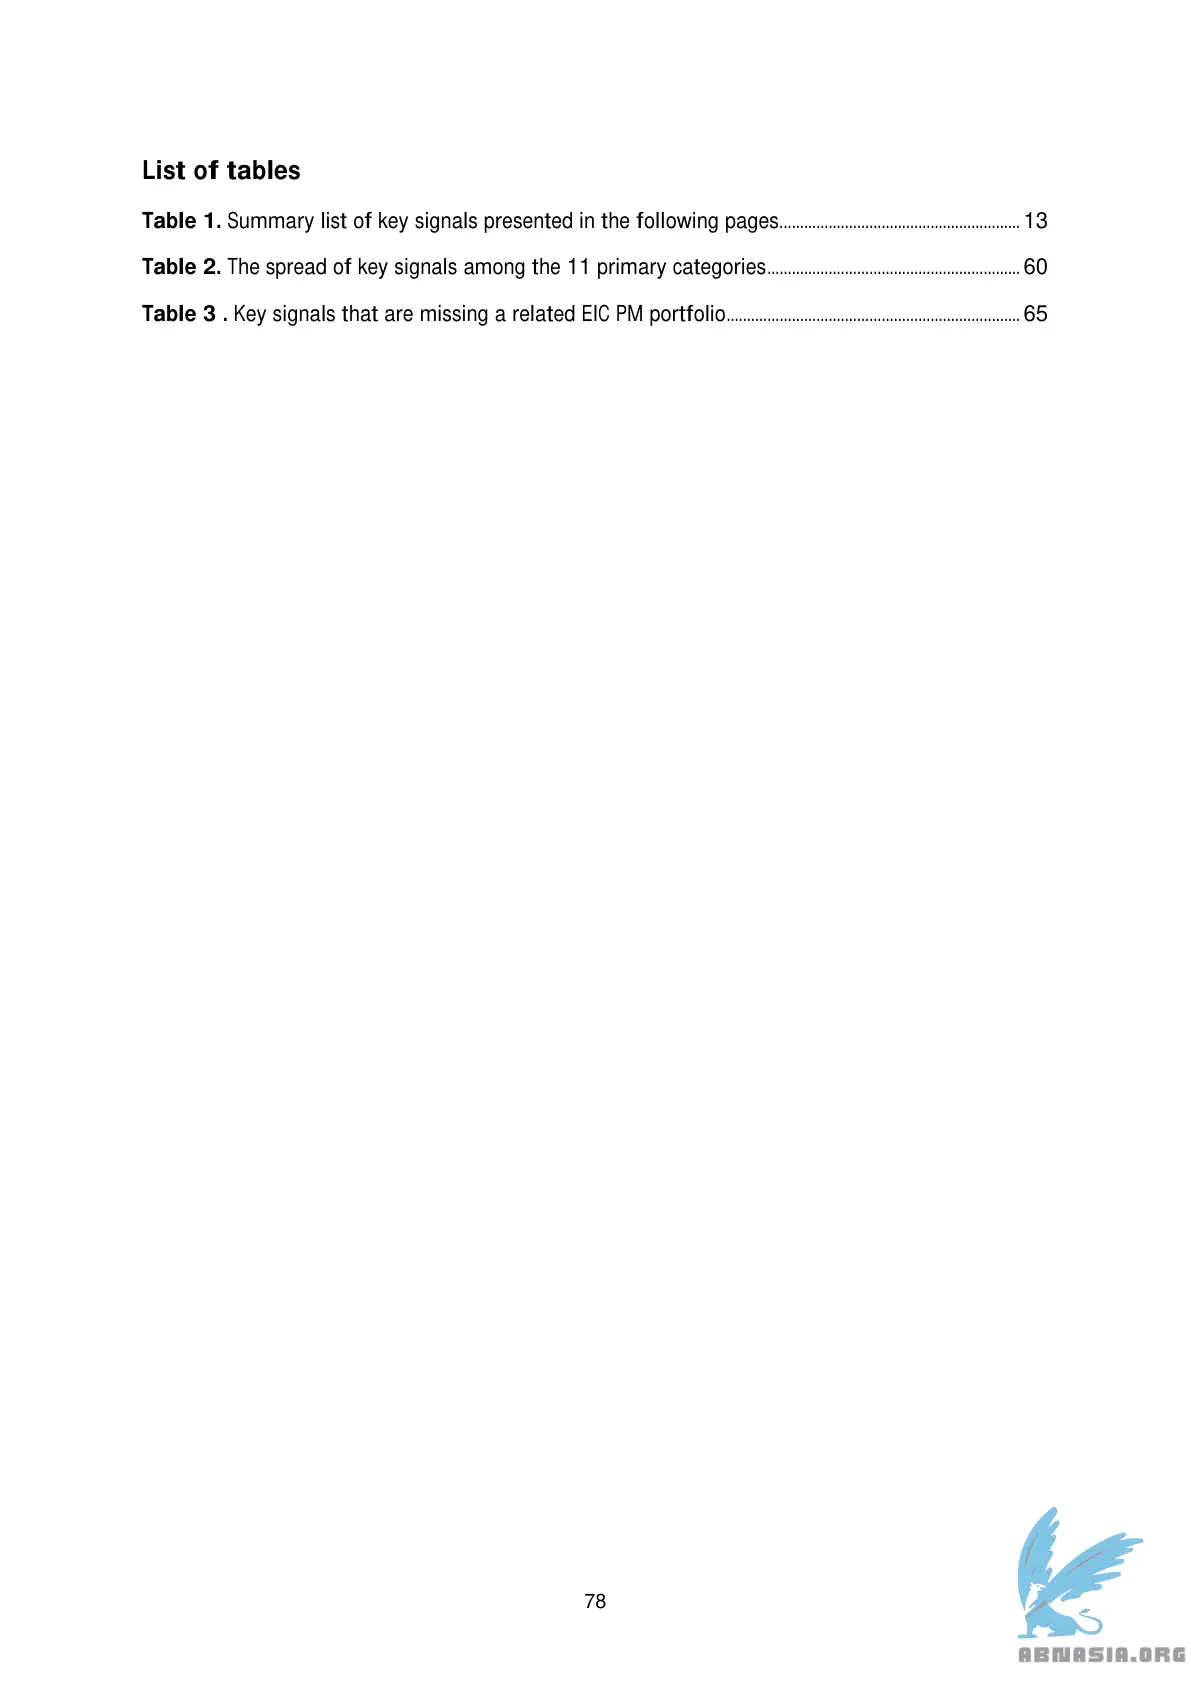 List of tables
Table 1. Summary list of key signals presented in the following pages.......................................................... 13
Table 2. The spread of key signals among the 11 primary categories............................................................. 60
Table 3 . Key signals that are missing a related EIC PM portfolio....................................................................... 65
78
ABNASIA.ORG